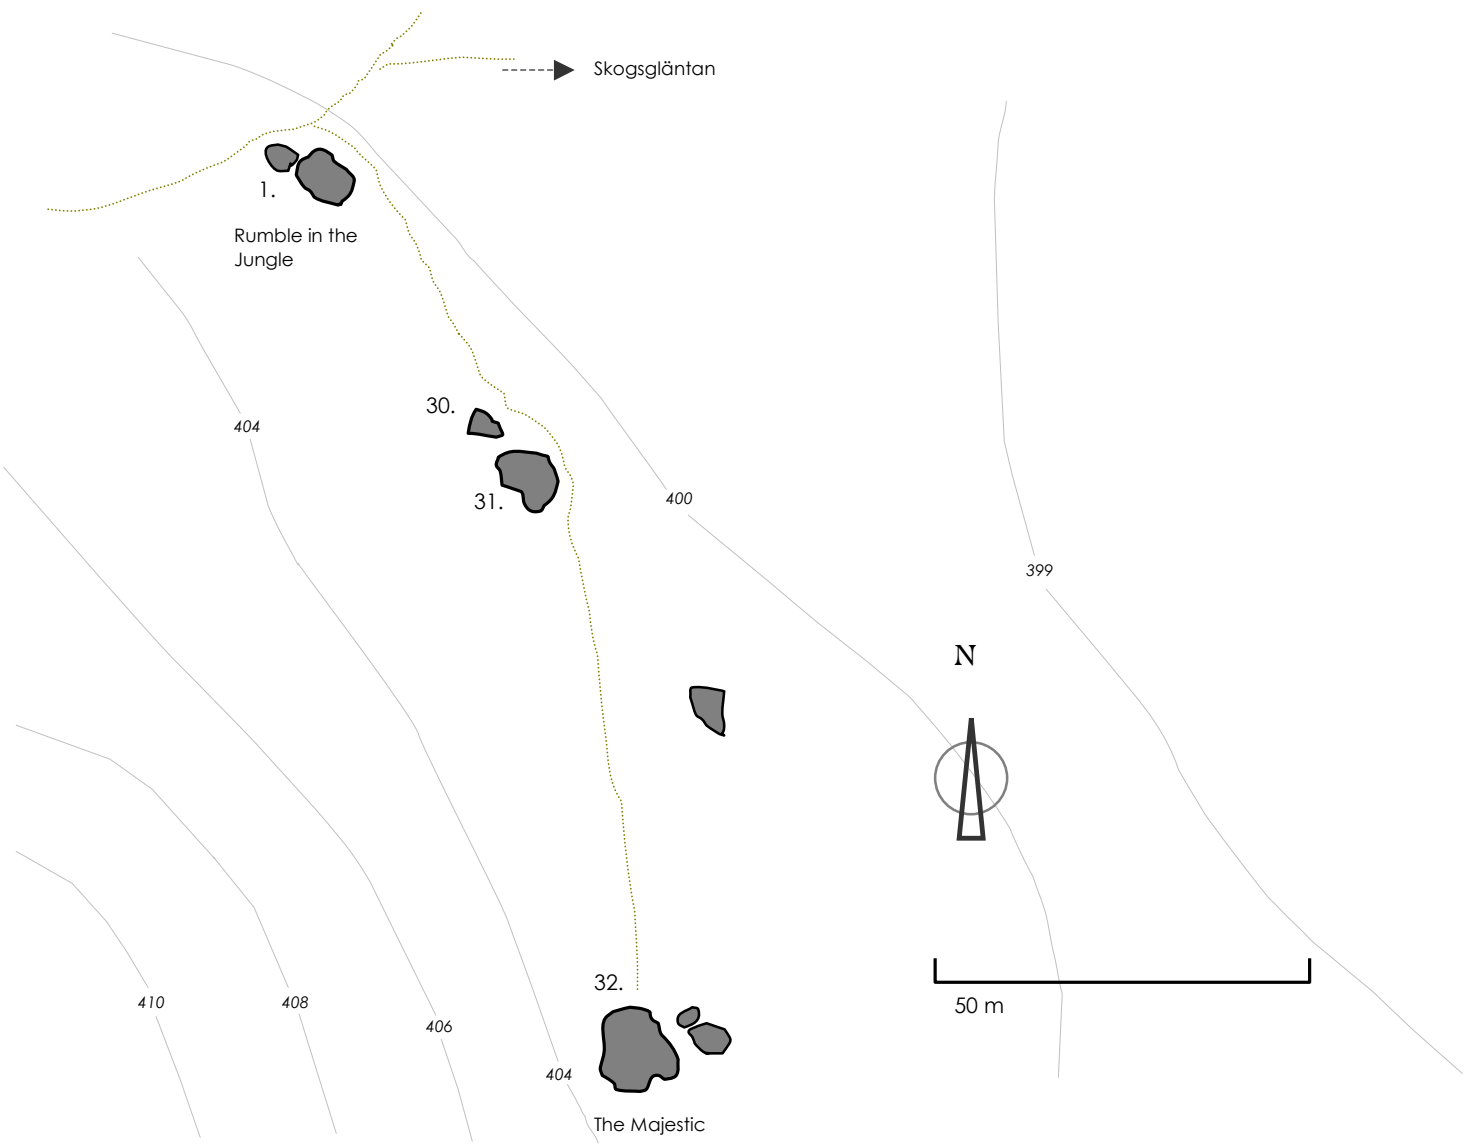 Skogsgläntan
1.
Rumble in the
Jungle
30.
404
31.
400
399
N
32.
410
408
406
50 m
404
The Majestic